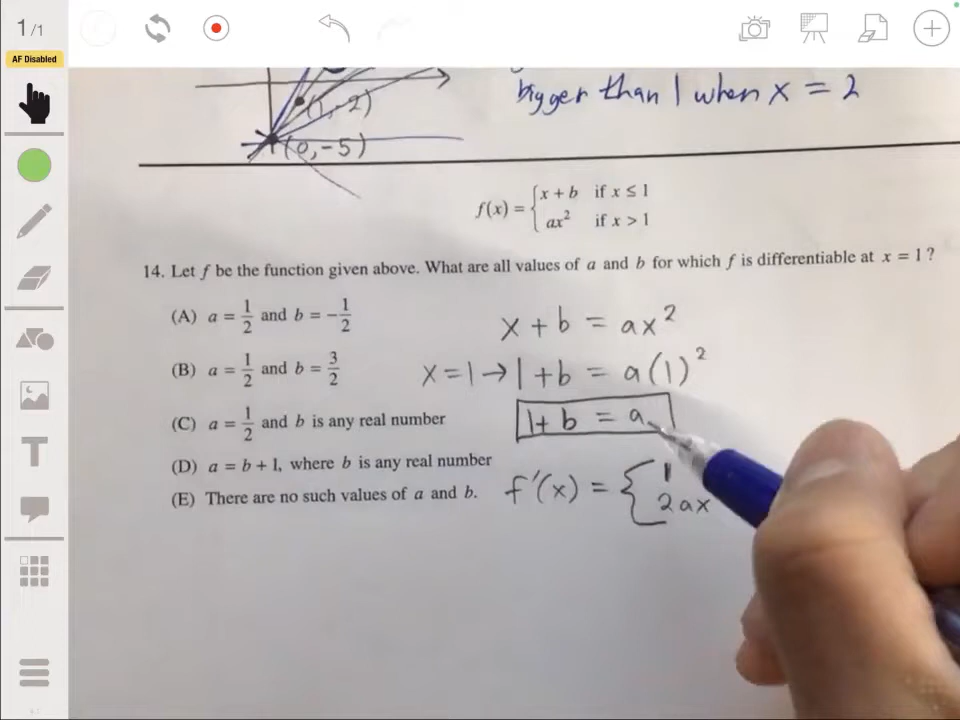 1/1
AF Disabled
T
bigger than 1 when x = 2
(1, -2)
(0, -5)
f(x) = { x + b if x ≤ 1
ax² if x > 1
14. Let f be the function given above. What are all values of a and b for which f is differentiable at x = 1 ?
(A) a = 1/2 and b = -1/2
(B) a = 1/2 and b = 3/2
(C) a = 1/2 and b is any real number
(D) a = b + 1, where b is any real number
(E) There are no such values of a and b.
x + b = ax²
x = 1 → 1 + b = a(1)²
1 + b = a
f'(x) = { 1
2ax